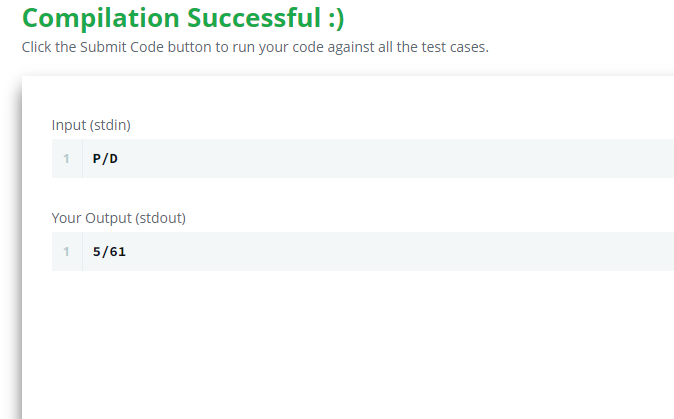 Compilation Successful :)
Click the Submit Code button to run your code against all the test cases.
Input (stdin)
1 P/D
Your Output (stdout)
1 5/61